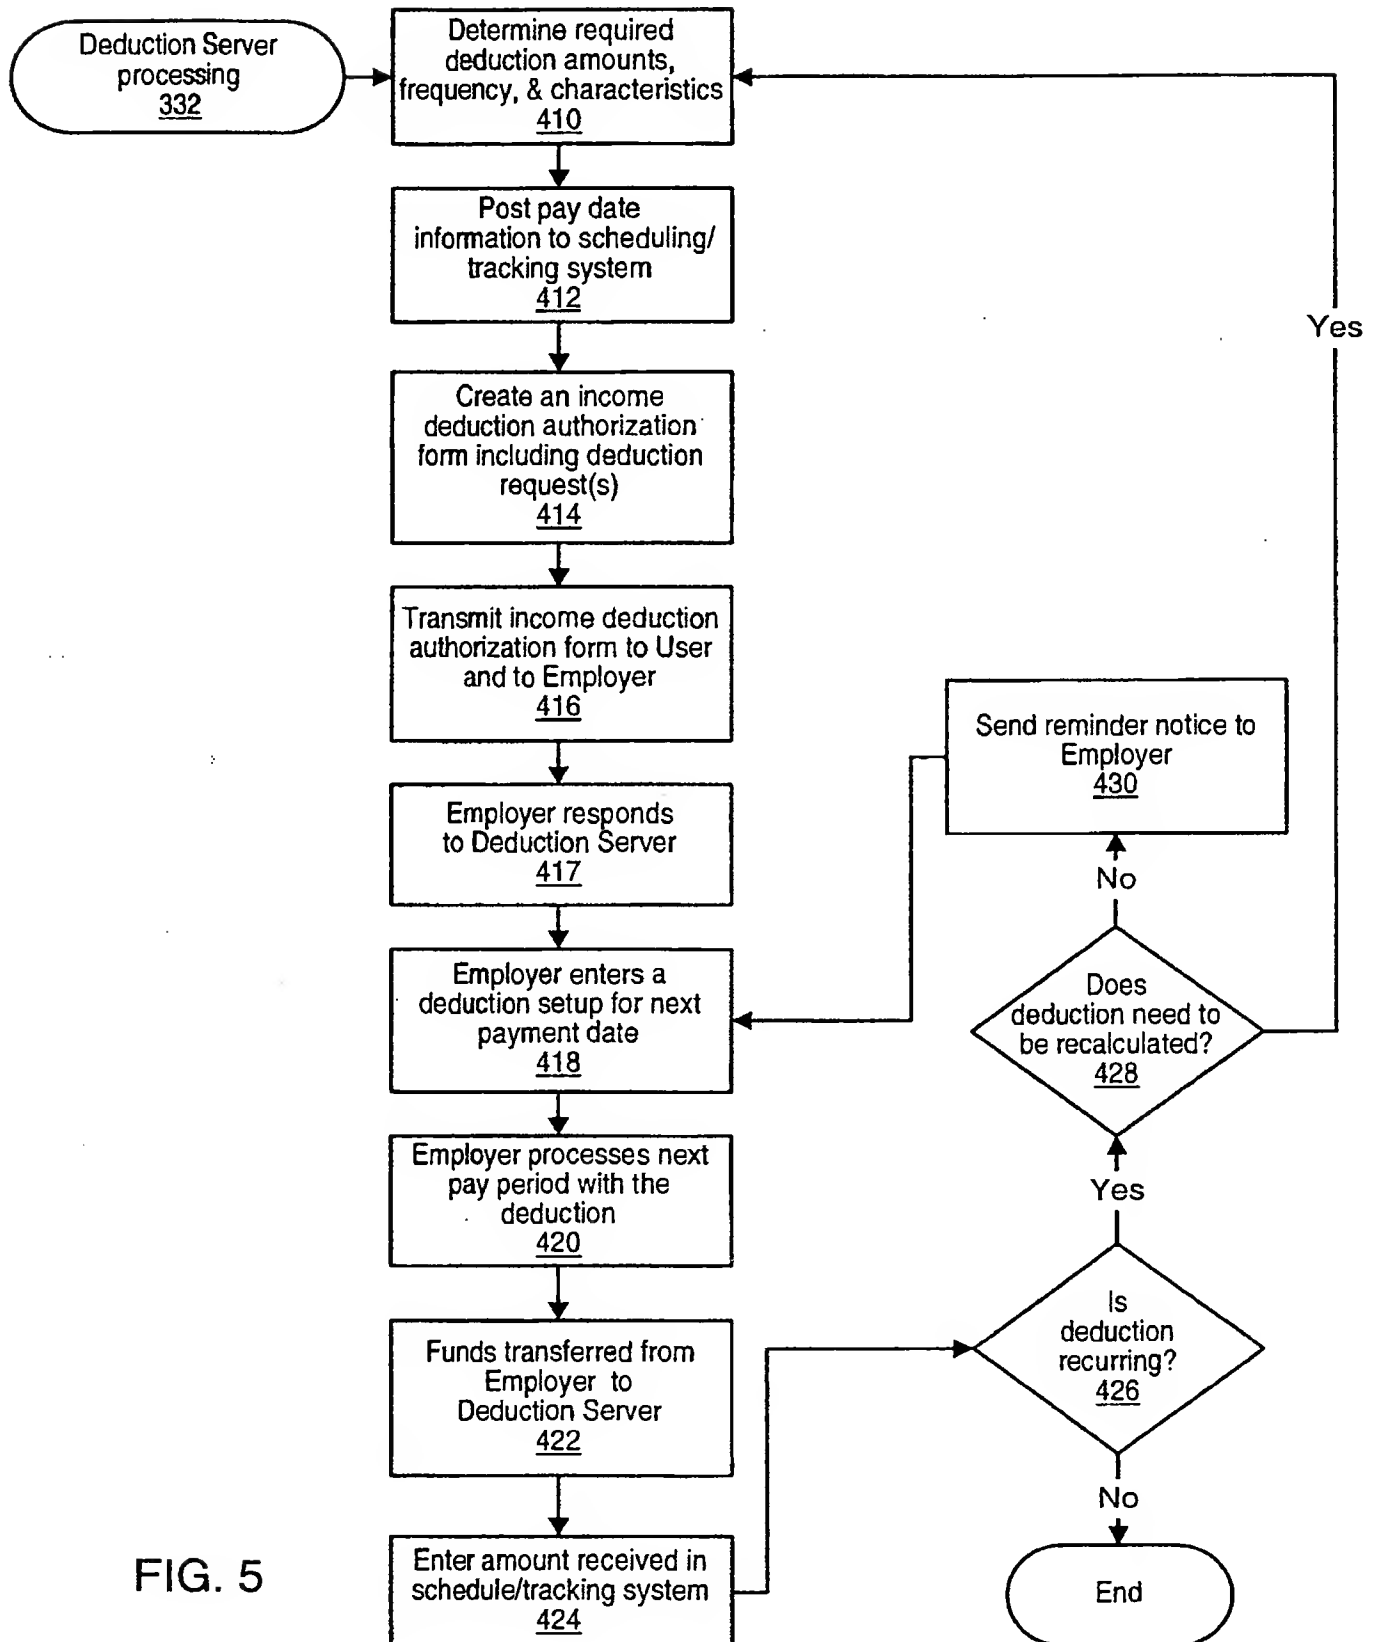 Deduction Server
processing
332
Determine required
deduction amounts,
frequency, & characteristics
410
Post pay date
information to scheduling/
tracking system
412
Create an income
deduction authorization
form including deduction
request(s)
414
Transmit income deduction
authorization form to User
and to Employer
416
Employer responds
to Deduction Server
417
Employer enters a
deduction setup for next
payment date
418
Employer processes next
pay period with the
deduction
420
Funds transferred from
Employer to
Deduction Server
422
Enter amount received in
schedule/tracking system
424
Is
deduction
recurring?
426
Yes
No
End
Does
deduction need to
be recalculated?
428
No
Yes
Send reminder notice to
Employer
430
FIG. 5